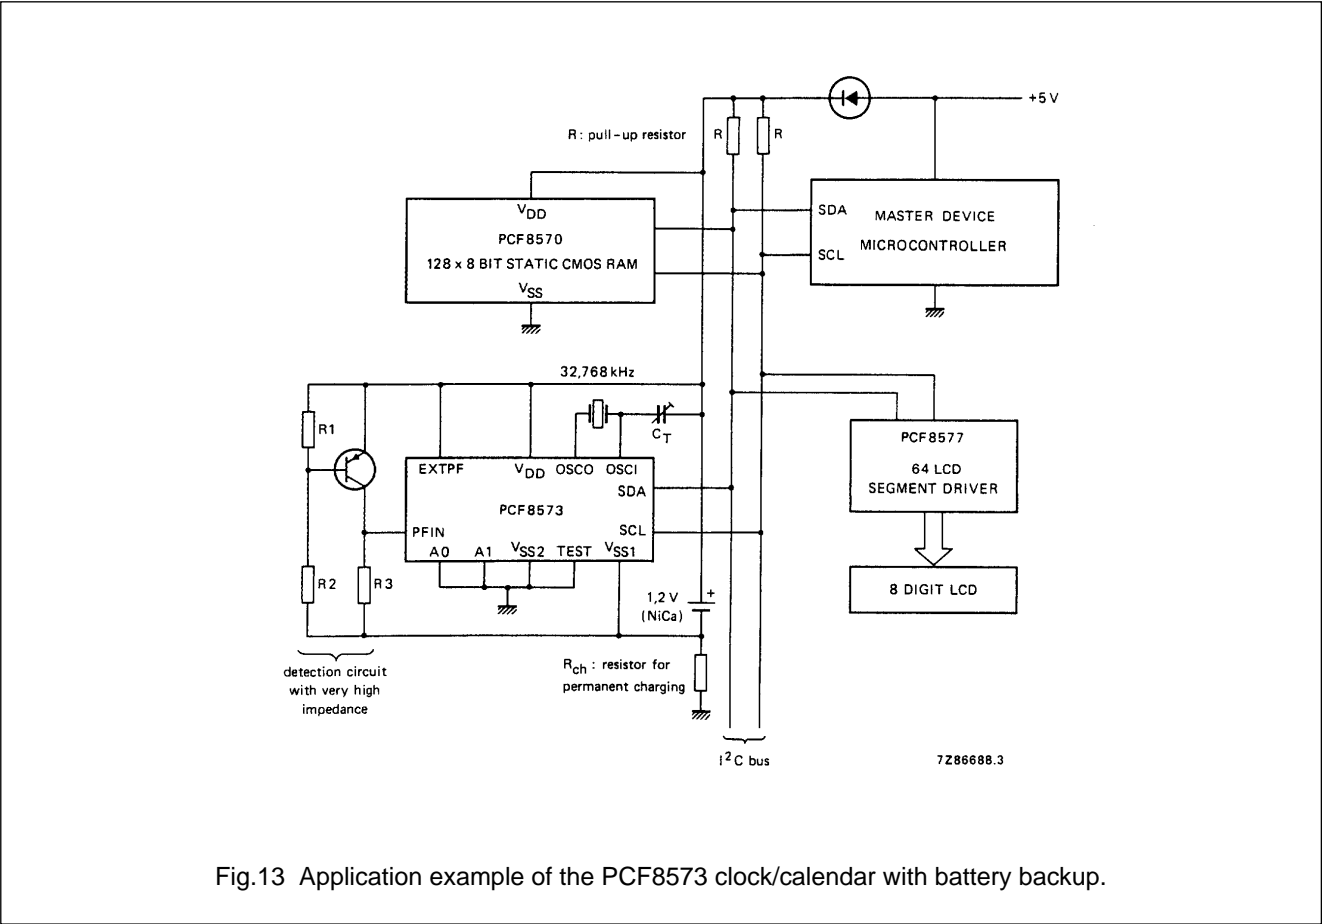 +5 V
R : pull-up resistor
R
R
VDD
PCF8570
128 x 8 BIT STATIC CMOS RAM
VSS
SDA
MASTER DEVICE
MICROCONTROLLER
SCL
32,768 kHz
R1
CT
EXTPF
VDD
OSCO
OSCI
SDA
PCF8573
PFIN
SCL
A0
A1
VSS2
TEST
VSS1
PCF8577
64 LCD
SEGMENT DRIVER
8 DIGIT LCD
R2
R3
1,2 V
(NiCa)
+
detection circuit
with very high
impedance
Rch : resistor for
permanent charging
I2C bus
7Z86688.3
Fig.13 Application example of the PCF8573 clock/calendar with battery backup.